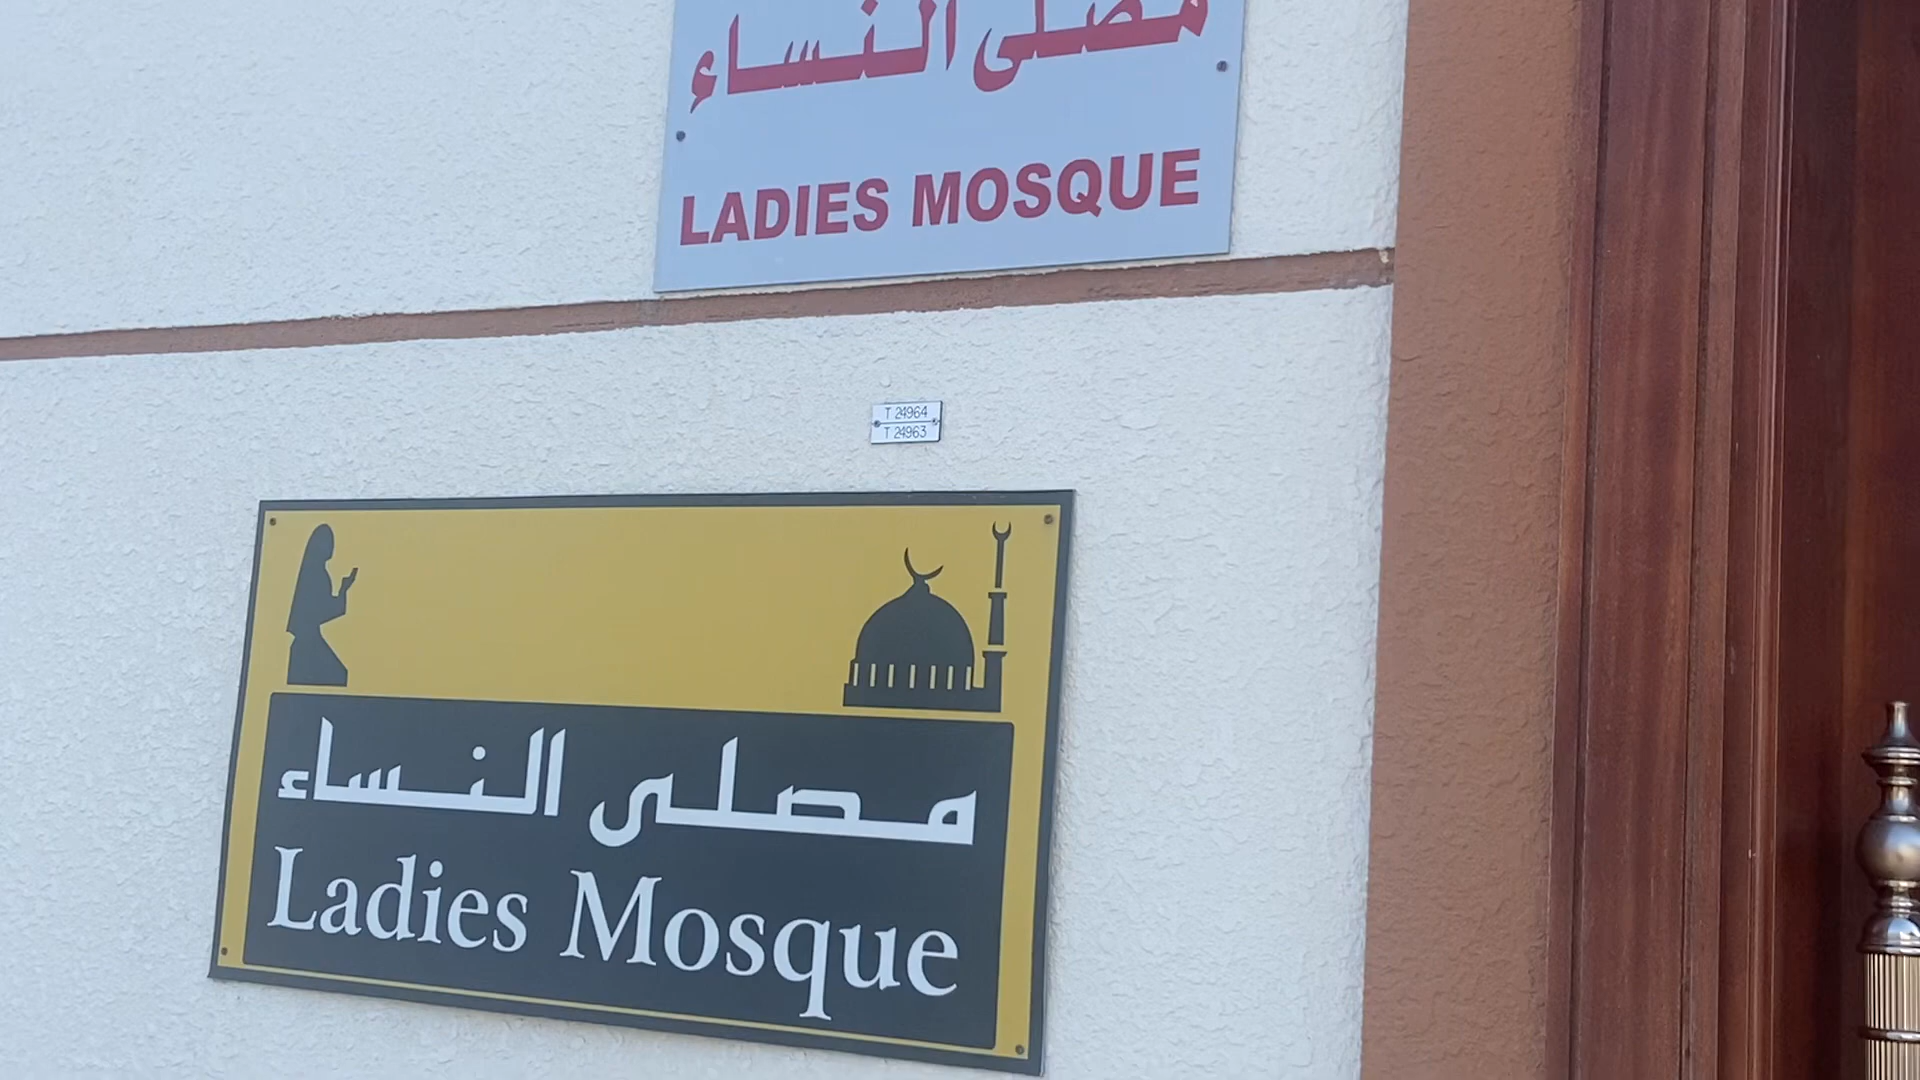 مصلى النساء
LADIES MOSQUE
T 24964
T 24963
مصلى النساء
Ladies Mosque